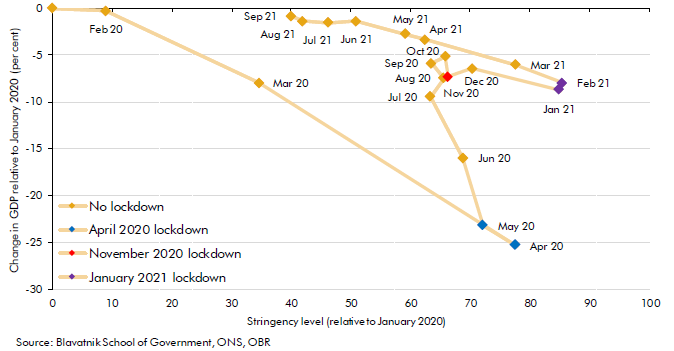 Change in GDP relative to January 2020 (per cent)
0
-5
-10
-15
-20
-25
-30
Feb 20
Mar 20
Sep 21
Aug 21
Jul 21
Jun 21
May 21
Apr 21
Oct 20
Sep 20
Aug 20
Nov 20
Dec 20
Jul 20
Mar 21
Feb 21
Jan 21
Jun 20
May 20
Apr 20
No lockdown
April 2020 lockdown
November 2020 lockdown
January 2021 lockdown
0 10 20 30 40 50 60 70 80 90 100
Stringency level (relative to January 2020)
Source: Blavatnik School of Government, ONS, OBR